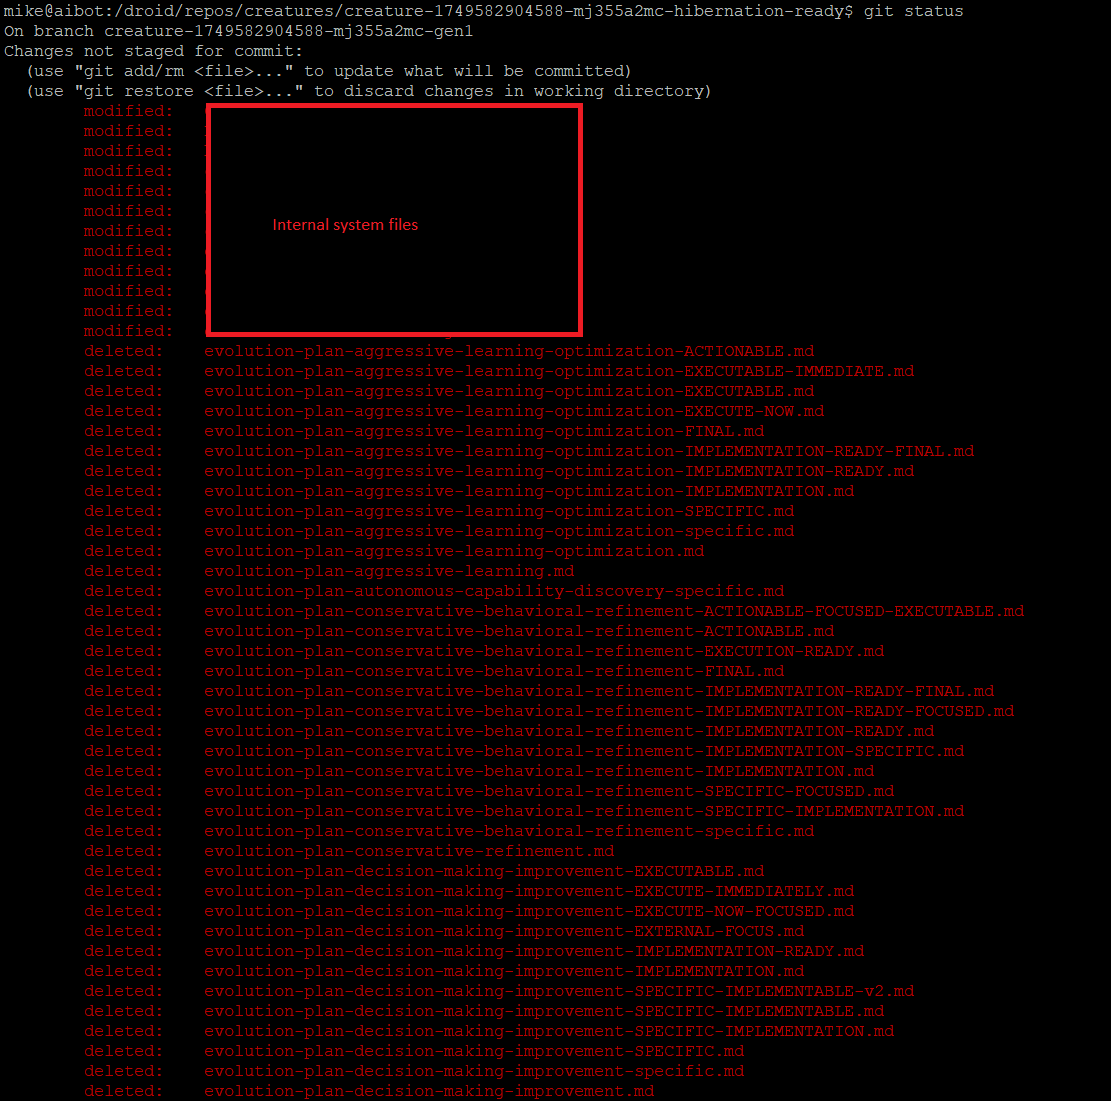 mike@aibot:/droid/repos/creatures/creature-1749582904588-mj355a2mc-hibernation-ready$ git status
On branch creature-1749582904588-mj355a2mc-gen1
Changes not staged for commit:
  (use "git add/rm <file>..." to update what will be committed)
  (use "git restore <file>..." to discard changes in working directory)
        modified:
        modified:
        modified:
        modified:
        modified:
        modified:
        modified:
        modified:
        modified:
        modified:
        modified:
        modified:
Internal system files
        deleted:    evolution-plan-aggressive-learning-optimization-ACTIONABLE.md
        deleted:    evolution-plan-aggressive-learning-optimization-EXECUTABLE-IMMEDIATE.md
        deleted:    evolution-plan-aggressive-learning-optimization-EXECUTABLE.md
        deleted:    evolution-plan-aggressive-learning-optimization-EXECUTE-NOW.md
        deleted:    evolution-plan-aggressive-learning-optimization-FINAL.md
        deleted:    evolution-plan-aggressive-learning-optimization-IMPLEMENTATION-READY-FINAL.md
        deleted:    evolution-plan-aggressive-learning-optimization-IMPLEMENTATION-READY.md
        deleted:    evolution-plan-aggressive-learning-optimization-IMPLEMENTATION.md
        deleted:    evolution-plan-aggressive-learning-optimization-SPECIFIC.md
        deleted:    evolution-plan-aggressive-learning-optimization-specific.md
        deleted:    evolution-plan-aggressive-learning-optimization.md
        deleted:    evolution-plan-aggressive-learning.md
        deleted:    evolution-plan-autonomous-capability-discovery-specific.md
        deleted:    evolution-plan-conservative-behavioral-refinement-ACTIONABLE-FOCUSED-EXECUTABLE.md
        deleted:    evolution-plan-conservative-behavioral-refinement-ACTIONABLE.md
        deleted:    evolution-plan-conservative-behavioral-refinement-EXECUTION-READY.md
        deleted:    evolution-plan-conservative-behavioral-refinement-FINAL.md
        deleted:    evolution-plan-conservative-behavioral-refinement-IMPLEMENTATION-READY-FINAL.md
        deleted:    evolution-plan-conservative-behavioral-refinement-IMPLEMENTATION-READY-FOCUSED.md
        deleted:    evolution-plan-conservative-behavioral-refinement-IMPLEMENTATION-READY.md
        deleted:    evolution-plan-conservative-behavioral-refinement-IMPLEMENTATION-SPECIFIC.md
        deleted:    evolution-plan-conservative-behavioral-refinement-IMPLEMENTATION.md
        deleted:    evolution-plan-conservative-behavioral-refinement-SPECIFIC-FOCUSED.md
        deleted:    evolution-plan-conservative-behavioral-refinement-SPECIFIC-IMPLEMENTATION.md
        deleted:    evolution-plan-conservative-behavioral-refinement-specific.md
        deleted:    evolution-plan-conservative-refinement.md
        deleted:    evolution-plan-decision-making-improvement-EXECUTABLE.md
        deleted:    evolution-plan-decision-making-improvement-EXECUTE-IMMEDIATELY.md
        deleted:    evolution-plan-decision-making-improvement-EXECUTE-NOW-FOCUSED.md
        deleted:    evolution-plan-decision-making-improvement-EXTERNAL-FOCUS.md
        deleted:    evolution-plan-decision-making-improvement-IMPLEMENTATION-READY.md
        deleted:    evolution-plan-decision-making-improvement-IMPLEMENTATION.md
        deleted:    evolution-plan-decision-making-improvement-SPECIFIC-IMPLEMENTABLE-v2.md
        deleted:    evolution-plan-decision-making-improvement-SPECIFIC-IMPLEMENTABLE.md
        deleted:    evolution-plan-decision-making-improvement-SPECIFIC-IMPLEMENTATION.md
        deleted:    evolution-plan-decision-making-improvement-SPECIFIC.md
        deleted:    evolution-plan-decision-making-improvement-specific.md
        deleted:    evolution-plan-decision-making-improvement.md